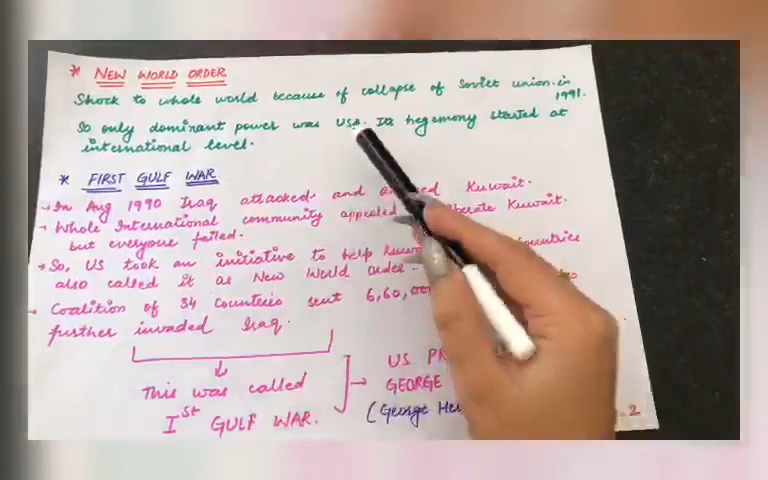 * NEW WORLD ORDER
Shock to whole world because of collapse of Soviet union in 1991.
So only dominant power was USA. Its hegemony started at
international level.
* FIRST GULF WAR
→ In Aug 1990 Iraq attacked and Kuwait.
→ Whole International community appealed liberate Kuwait.
but everyone failed.
→ So, US took an initiative to help countries
also called it as New World Order.
→ Coalition of 34 Countries sent 6,60,
further invaded Iraq.
This was called
Ist GULF WAR.
US
GEORGE
(George
2